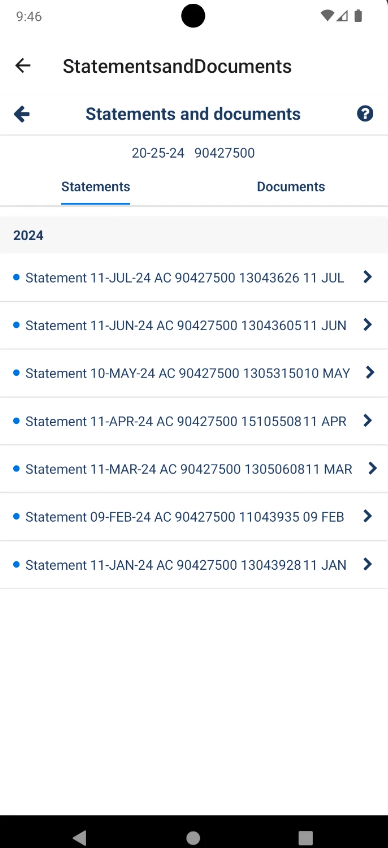 9:46
StatementsandDocuments
Statements and documents
20-25-24 90427500
Statements Documents
2024
Statement 11-JUL-24 AC 90427500 13043626 11 JUL
Statement 11-JUN-24 AC 90427500 1304360511 JUN
Statement 10-MAY-24 AC 90427500 1305315010 MAY
Statement 11-APR-24 AC 90427500 1510550811 APR
Statement 11-MAR-24 AC 90427500 1305060811 MAR
Statement 09-FEB-24 AC 90427500 11043935 09 FEB
Statement 11-JAN-24 AC 90427500 1304392811 JAN